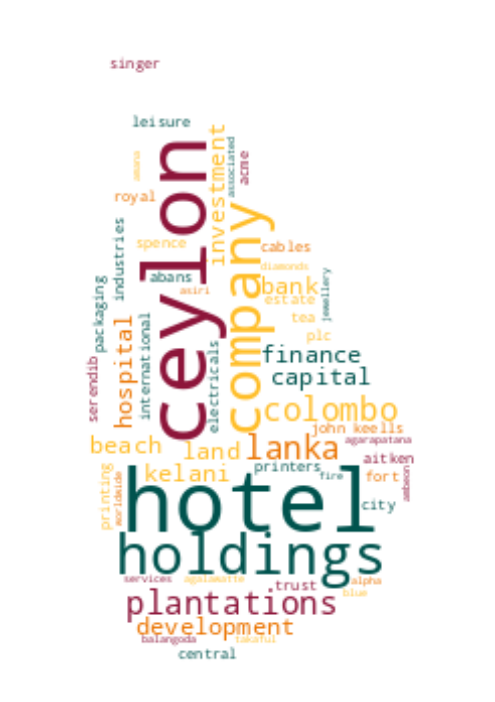 singer
leisure
ceylon
investment
associated
acme
amana
royal
company
industries
spence
cables
abans
diamonds
asiri
bank
jewellery
estate
packaging
hospital
international
tea
plc
electricals
finance
serendib
capital
colombo
john keells
beach
land
lanka
agarapatana
aitken
printing
worldwide
kelani
printers
fire
fort
ambeon
hotel
city
holdings
services
agalawatte
trust
alpha
blue
plantations
development
balangoda
takaful
central